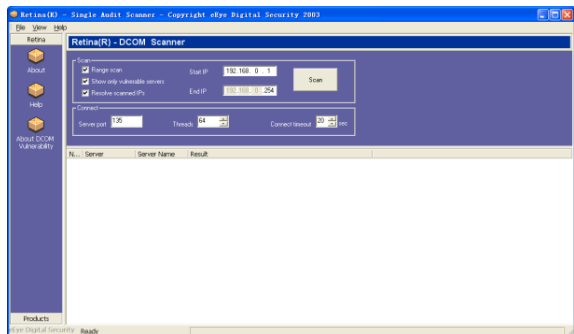 Retina(R) - Single Audit Scanner - Copyright eEye Digital Security 2003
File View Help
Retina
Retina(R) - DCOM Scanner
About
Help
About DCOM Vulnerability
Scan
Range scan
Show only vulnerable servers
Resolve scanned IPs
Start IP 192.168. 0 . 1
End IP 192.168. 0 .254
Scan
Connect
Server port 135
Threads 64
Connect timeout 20 sec
N... Server Server Name Result
Products
eEye Digital Security Ready